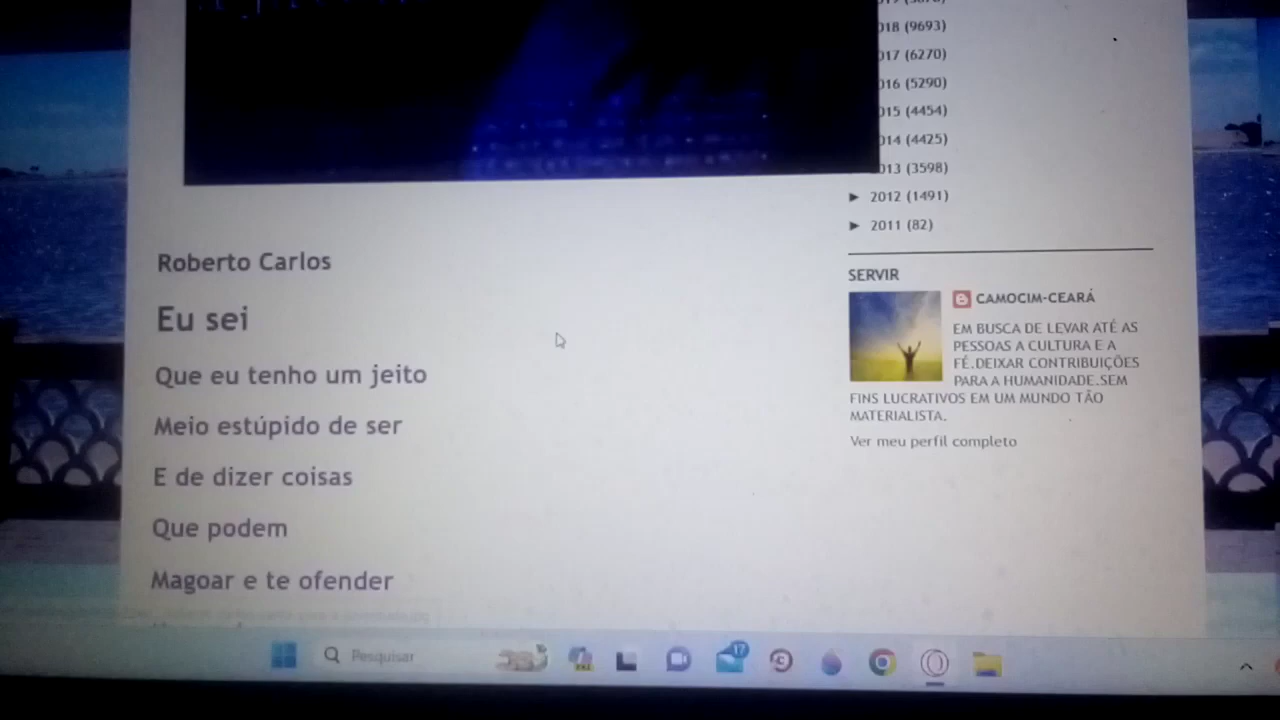 018 (9693)
017 (6270)
016 (5290)
015 (4454)
014 (4425)
013 (3598)
► 2012 (1491)
► 2011 (82)
SERVIR
CAMOCIM-CEARÁ
EM BUSCA DE LEVAR ATÉ AS
PESSOAS A CULTURA E A
FÉ.DEIXAR CONTRIBUIÇÕES
PARA A HUMANIDADE.SEM
FINS LUCRATIVOS EM UM MUNDO TÃO
MATERIALISTA.
Ver meu perfil completo
Roberto Carlos
Eu sei
Que eu tenho um jeito
Meio estúpido de ser
E de dizer coisas
Que podem
Magoar e te ofender
Pesquisar
17